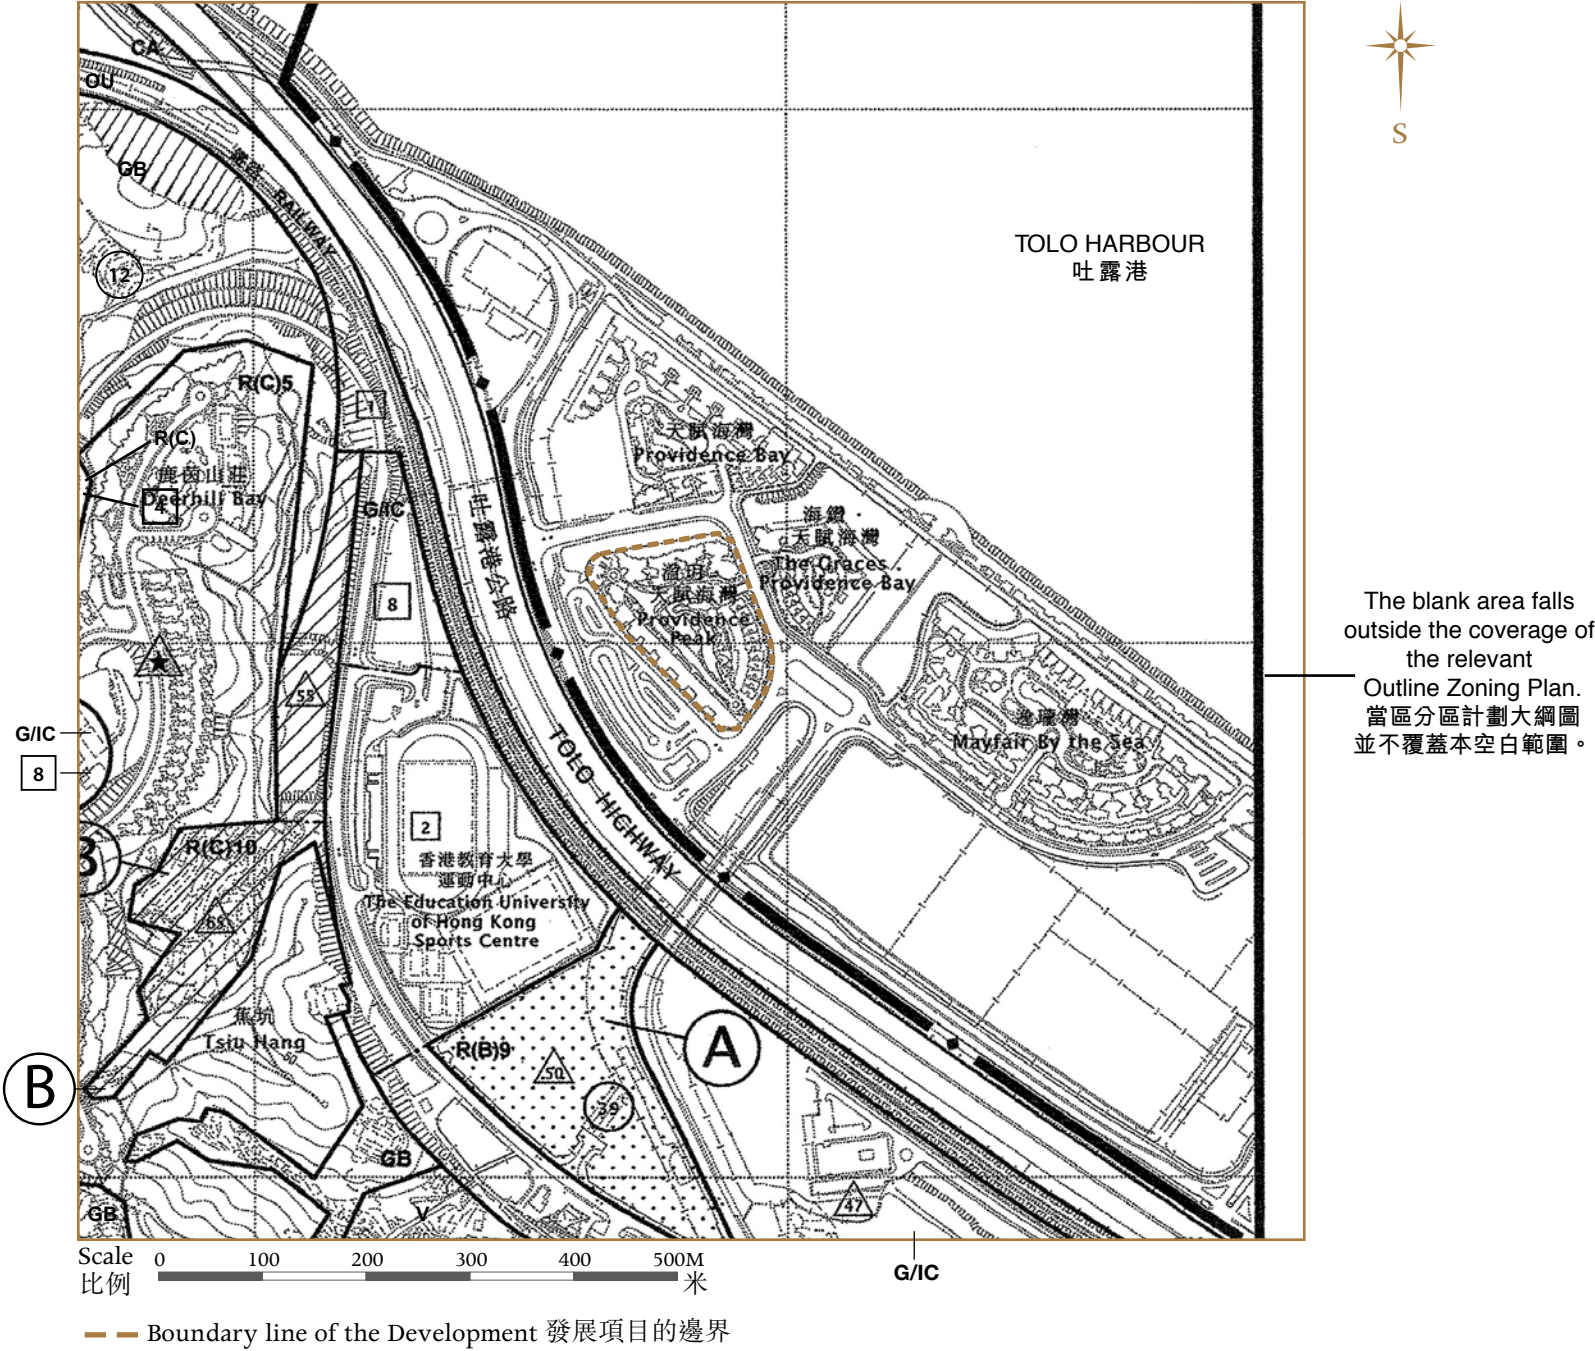 CA
OU
GB
鐵路 RAILWAY
12
S
TOLO HARBOUR
吐露港
R(C)5
1
R(C)
鹿茵山莊
Deerhill Bay
4
G/IC
8
吐露港公路
天賦海灣
Providence Bay
海鑽·
天賦海灣
The Graces·
Providence Bay
溋玥·
天賦海灣
Providence
Peak
The blank area falls
outside the coverage of
the relevant
Outline Zoning Plan.
當區分區計劃大綱圖
並不覆蓋本空白範圍。
55
G/IC
8
逸瓏灣
Mayfair By the Sea
TOLO HIGHWAY
2
香港教育大學
運動中心
The Education University
of Hong Kong
Sports Centre
R(C)10
65
蕉坑
Tsiu Hang
50
B
R(B)9
50
A
39
GB
GB
V
47
G/IC
Scale
比例
0 100 200 300 400 500M
米
Boundary line of the Development 發展項目的邊界